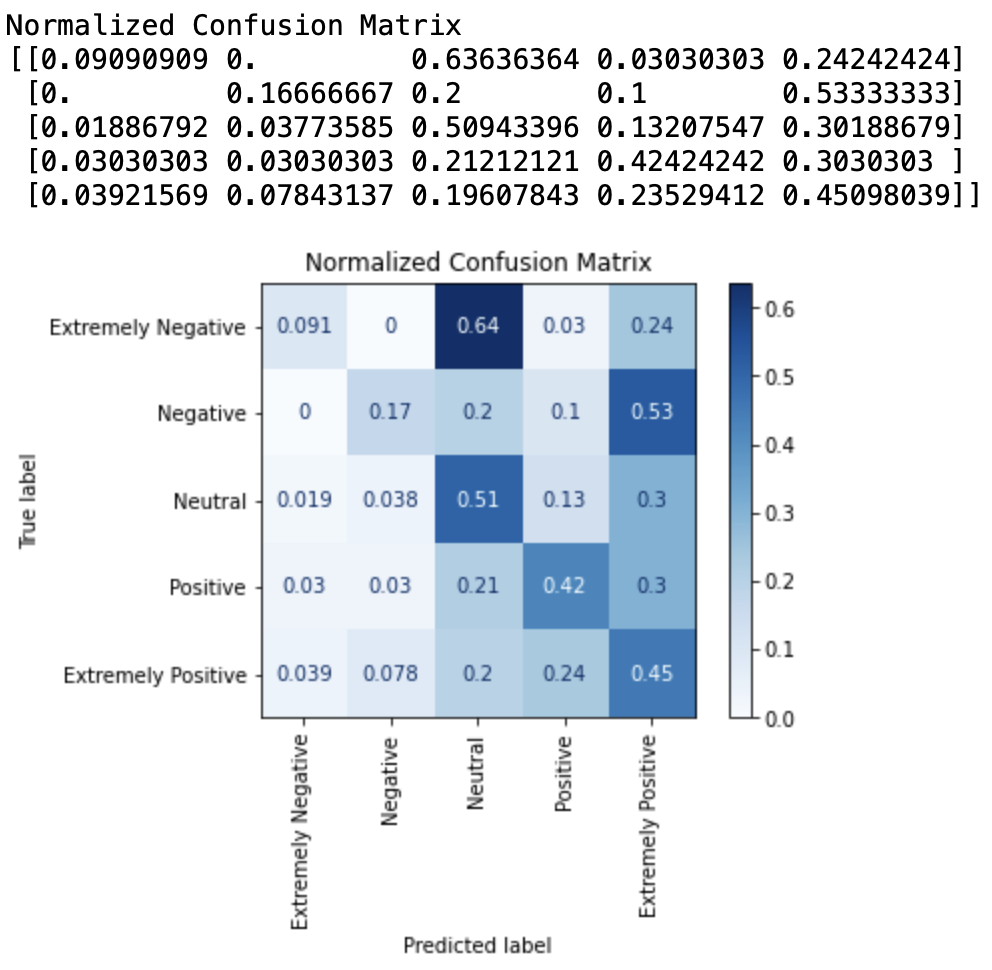 Normalized Confusion Matrix
[[0.09090909 0.         0.63636364 0.03030303 0.24242424]
 [0.         0.16666667 0.2        0.1        0.53333333]
 [0.01886792 0.03773585 0.50943396 0.13207547 0.30188679]
 [0.03030303 0.03030303 0.21212121 0.42424242 0.3030303 ]
 [0.03921569 0.07843137 0.19607843 0.23529412 0.45098039]]
Normalized Confusion Matrix
True label
Extremely Negative 0.091 0 0.64 0.03 0.24
Negative 0 0.17 0.2 0.1 0.53
Neutral 0.019 0.038 0.51 0.13 0.3
Positive 0.03 0.03 0.21 0.42 0.3
Extremely Positive 0.039 0.078 0.2 0.24 0.45
Extremely Negative
Negative
Neutral
Positive
Extremely Positive
Predicted label
0.6
0.5
0.4
0.3
0.2
0.1
0.0